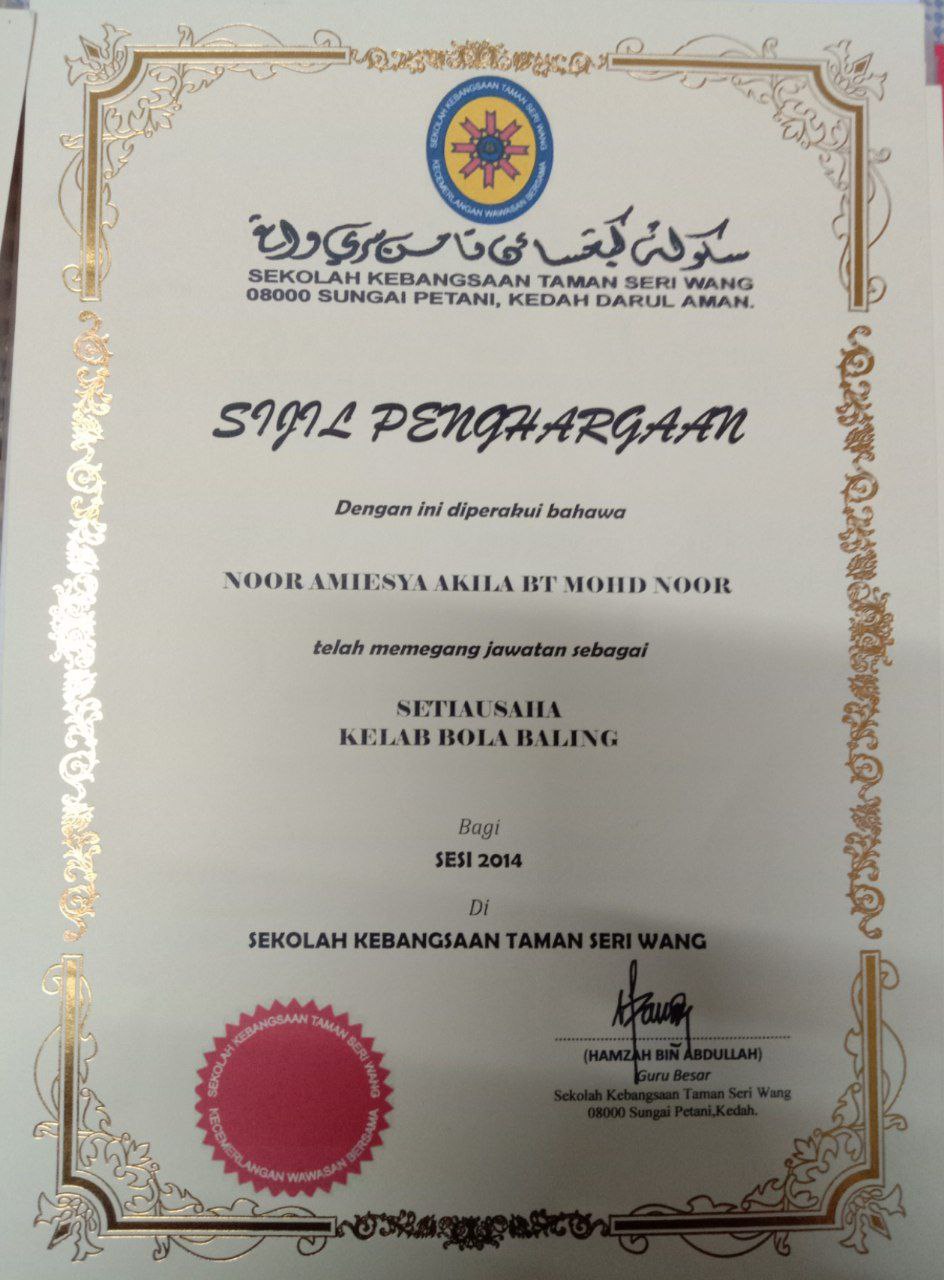 SEKOLAH KEBANGSAAN TAMAN SERI WANG
KECEMERLANGAN WAWASAN BERSAMA
سكوله كبڠساءن تامن سري واڠ
SEKOLAH KEBANGSAAN TAMAN SERI WANG
08000 SUNGAI PETANI, KEDAH DARUL AMAN.
SIJIL PENGHARGAAN
Dengan ini diperakui bahawa
NOOR AMIESYA AKILA BT MOHD NOOR
telah memegang jawatan sebagai
SETIAUSAHA
KELAB BOLA BALING
Bagi
SESI 2014
Di
SEKOLAH KEBANGSAAN TAMAN SERI WANG
(HAMZAH BIN ABDULLAH)
Guru Besar
Sekolah Kebangsaan Taman Seri Wang
08000 Sungai Petani,Kedah.
SEKOLAH KEBANGSAAN TAMAN SERI WANG
KECEMERLANGAN WAWASAN BERSAMA